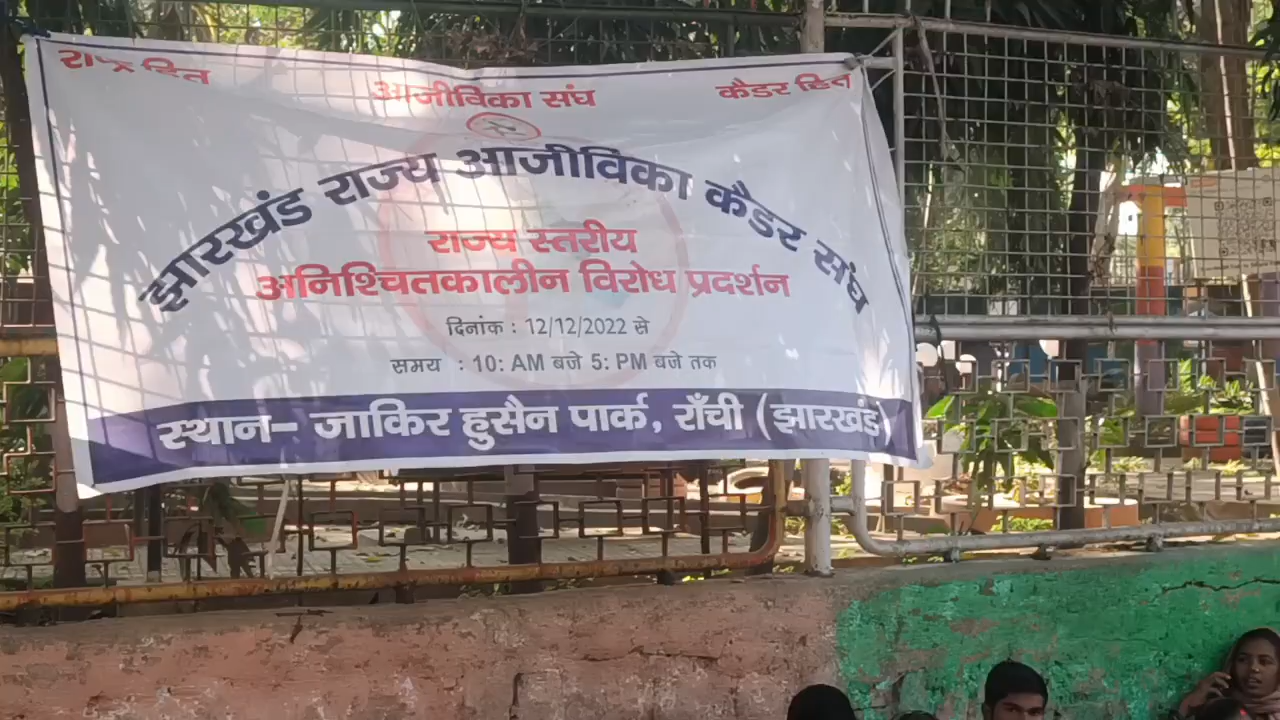 राष्ट्र हित आजीविका संघ कैडर हित
झारखंड राज्य आजीविका कैडर संघ
राज्य स्तरीय
अनिश्चितकालीन विरोध प्रदर्शन
दिनांक : 12/12/2022 से
समय : 10: AM बजे 5: PM बजे तक
स्थान- जाकिर हुसैन पार्क, राँची (झारखंड)